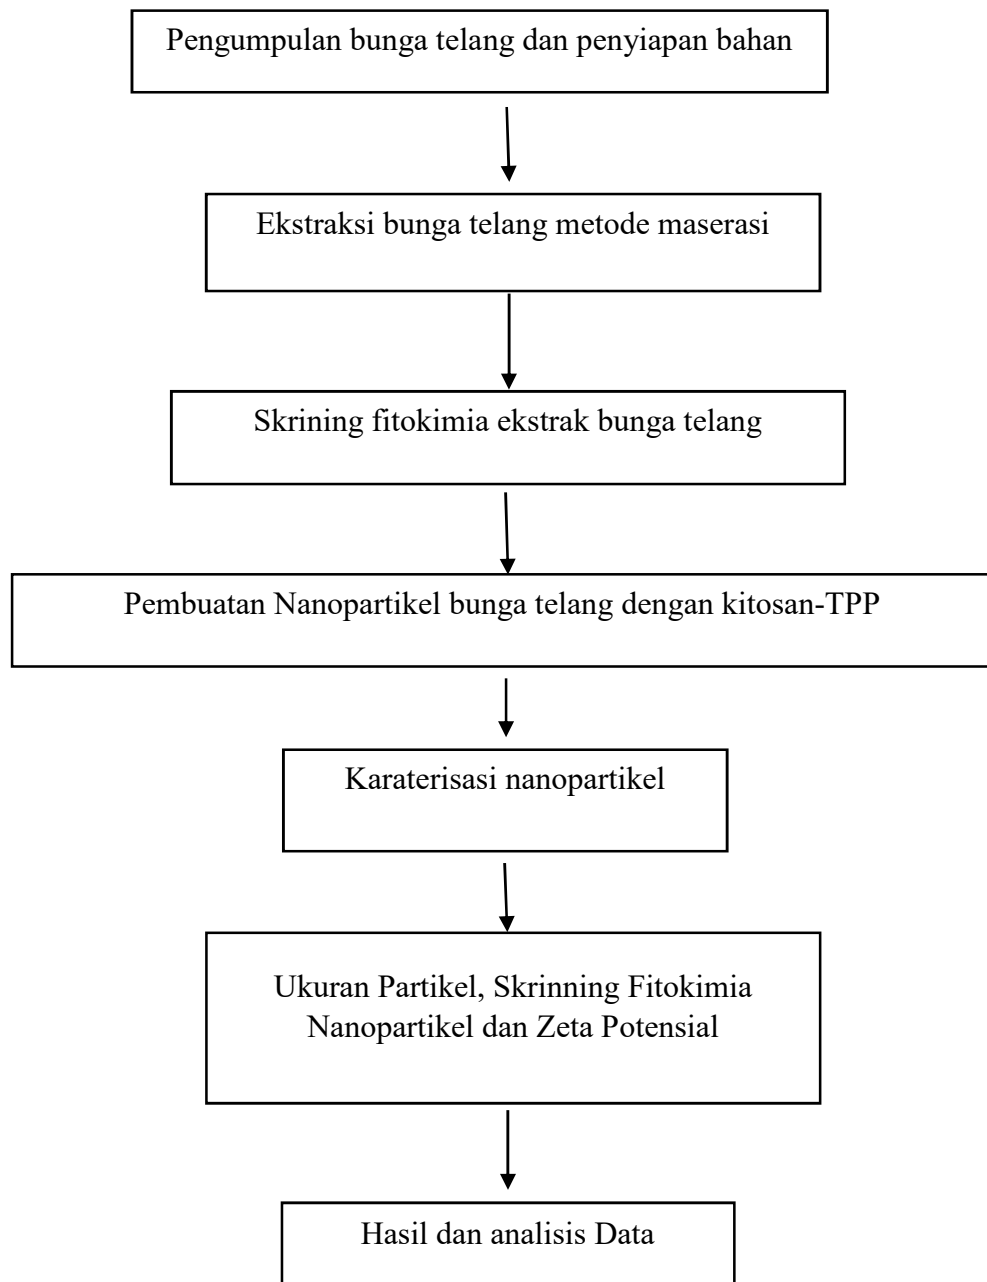 Pengumpulan bunga telang dan penyiapan bahan
Ekstraksi bunga telang metode maserasi
Skrining fitokimia ekstrak bunga telang
Pembuatan Nanopartikel bunga telang dengan kitosan-TPP
Karaterisasi nanopartikel
Ukuran Partikel, Skrinning Fitokimia
Nanopartikel dan Zeta Potensial
Hasil dan analisis Data